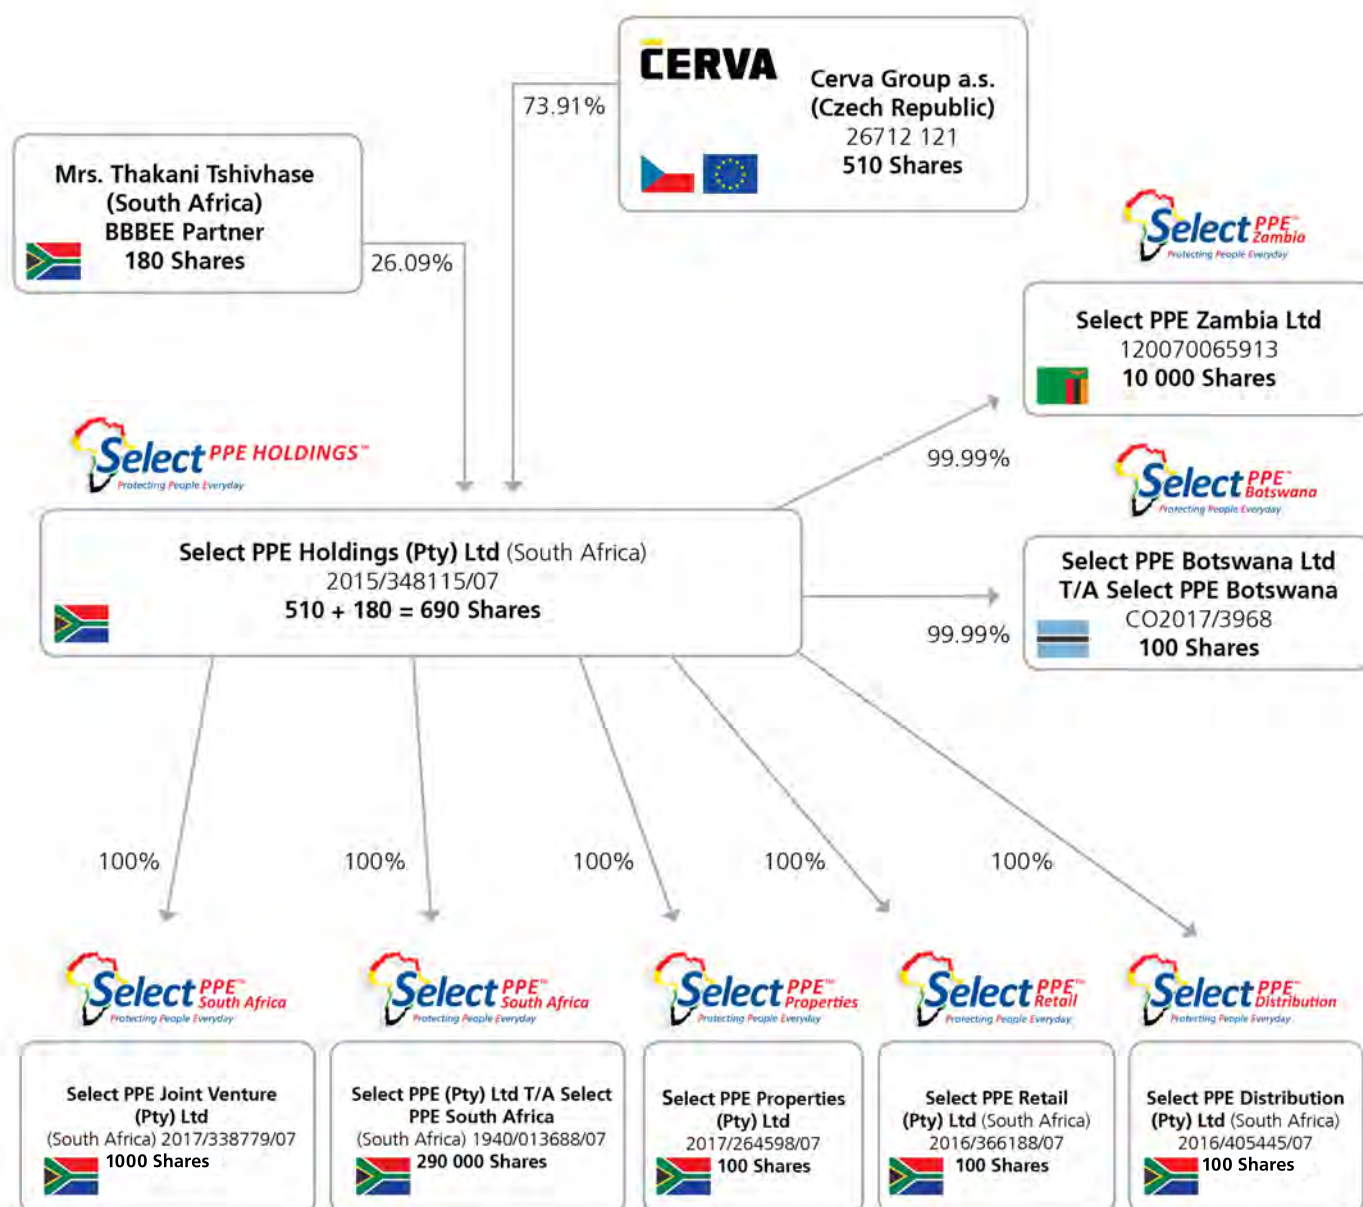 CERVA
Cerva Group a.s.
(Czech Republic)
26712 121
510 Shares
73.91%
Mrs. Thakani Tshivhase
(South Africa)
BBBEE Partner
180 Shares
26.09%
Select PPE™ Zambia
Protecting People Everyday
Select PPE Zambia Ltd
120070065913
10 000 Shares
99.99%
Select PPE HOLDINGS™
Protecting People Everyday
Select PPE Holdings (Pty) Ltd (South Africa)
2015/348115/07
510 + 180 = 690 Shares
Select PPE™ Botswana
Protecting People Everyday
Select PPE Botswana Ltd
T/A Select PPE Botswana
CO2017/3968
100 Shares
99.99%
100%
100%
100%
100%
100%
Select PPE™ South Africa
Protecting People Everyday
Select PPE Joint Venture
(Pty) Ltd
(South Africa) 2017/338779/07
1000 Shares
Select PPE™ South Africa
Protecting People Everyday
Select PPE (Pty) Ltd T/A Select
PPE South Africa
(South Africa) 1940/013688/07
290 000 Shares
Select PPE™ Properties
Protecting People Everyday
Select PPE Properties
(Pty) Ltd
2017/264598/07
100 Shares
Select PPE™ Retail
Protecting People Everyday
Select PPE Retail
(Pty) Ltd (South Africa)
2016/366188/07
100 Shares
Select PPE™ Distribution
Protecting People Everyday
Select PPE Distribution
(Pty) Ltd (South Africa)
2016/405445/07
100 Shares